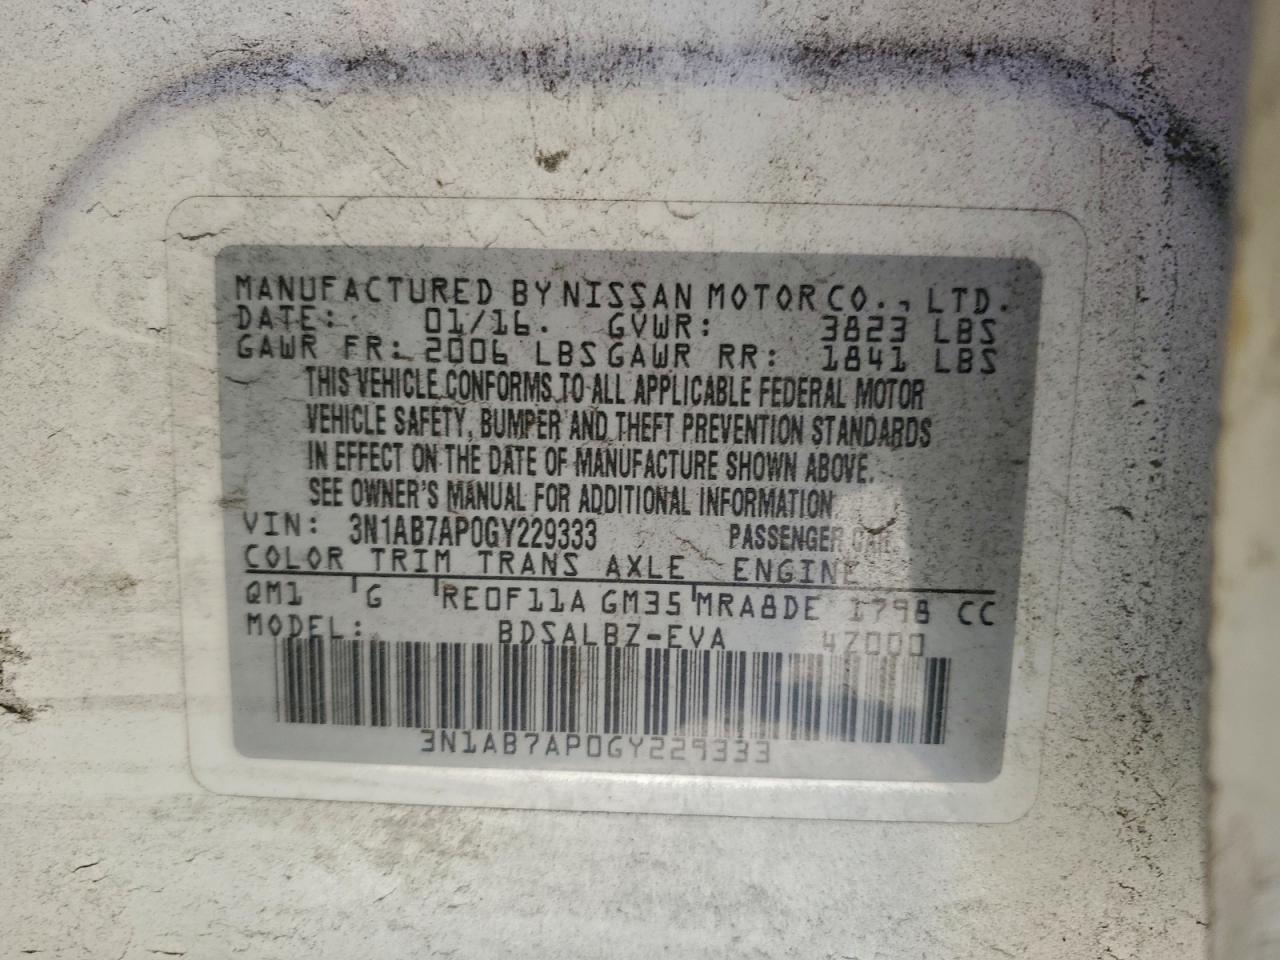 MANUFACTURED BY NISSAN MOTOR CO., LTD.
DATE: 01/16. GVWR: 3823 LBS
GAWR FR: 2006 LBS GAWR RR: 1841 LBS
THIS VEHICLE CONFORMS TO ALL APPLICABLE FEDERAL MOTOR
VEHICLE SAFETY, BUMPER AND THEFT PREVENTION STANDARDS
IN EFFECT ON THE DATE OF MANUFACTURE SHOWN ABOVE.
SEE OWNER'S MANUAL FOR ADDITIONAL INFORMATION.
VIN: 3N1AB7AP0GY229333 PASSENGER CAR
COLOR TRIM TRANS AXLE ENGINE
QM1 G RE0F11A GM35 MRA8DE 1798 CC
MODEL: BDSALBZ-EVA 4Z000
3N1AB7AP0GY229333